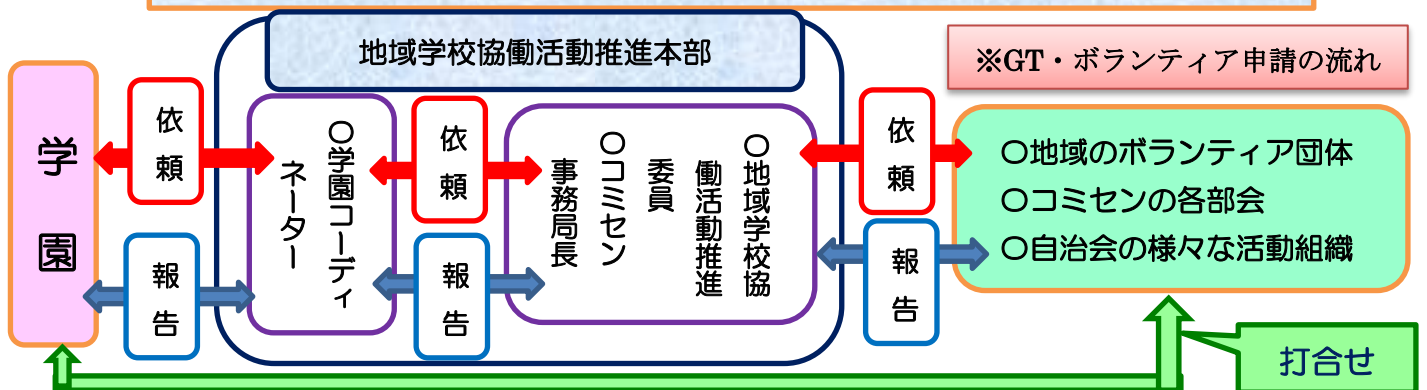 地域学校協働活動推進本部
※GT・ボランティア申請の流れ
学園
依頼
報告
〇学園コーディ
ネーター
依頼
報告
〇地域学校協
働活動推進
委員
〇コミセン
事務局長
依頼
報告
〇地域のボランティア団体
〇コミセンの各部会
〇自治会の様々な活動組織
打合せ